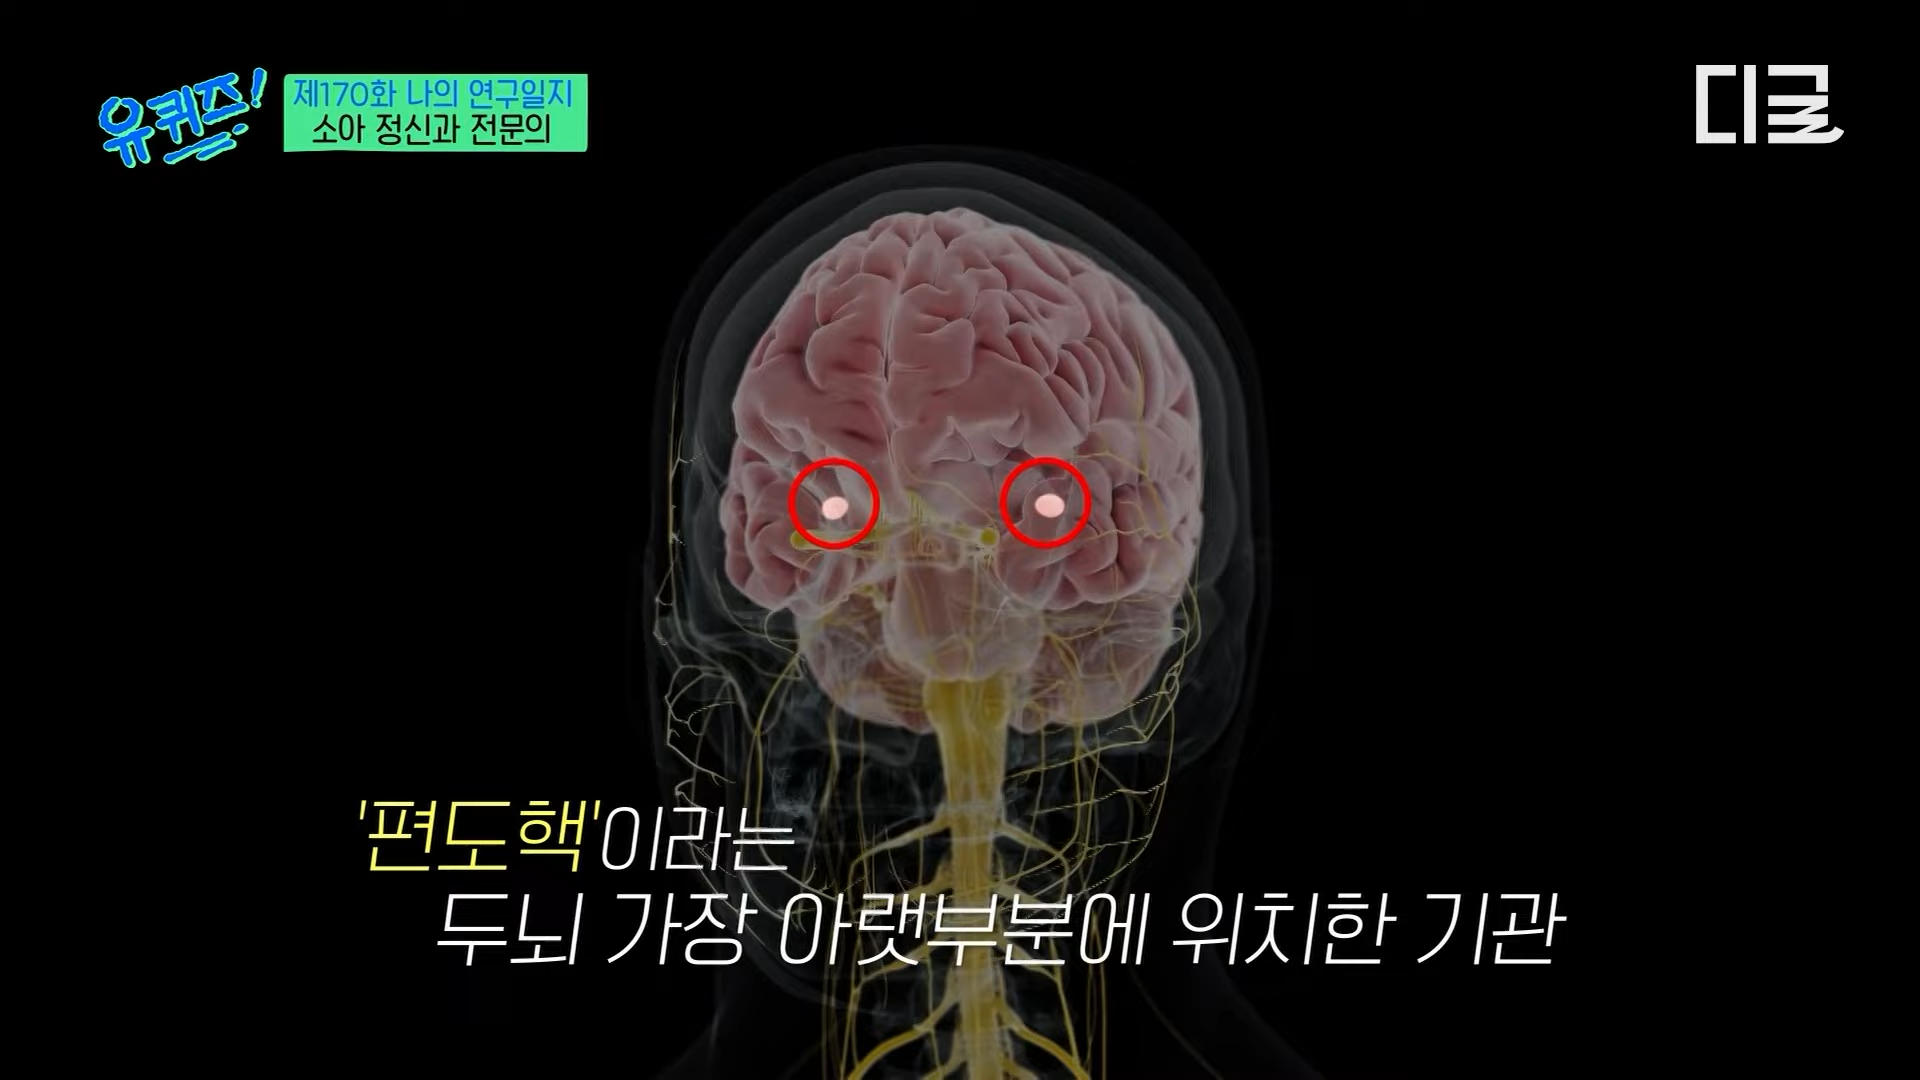 유퀴즈!
제170화 나의 연구일지
소아 정신과 전문의
디글
'편도핵'이라는
두뇌 가장 아랫부분에 위치한 기관